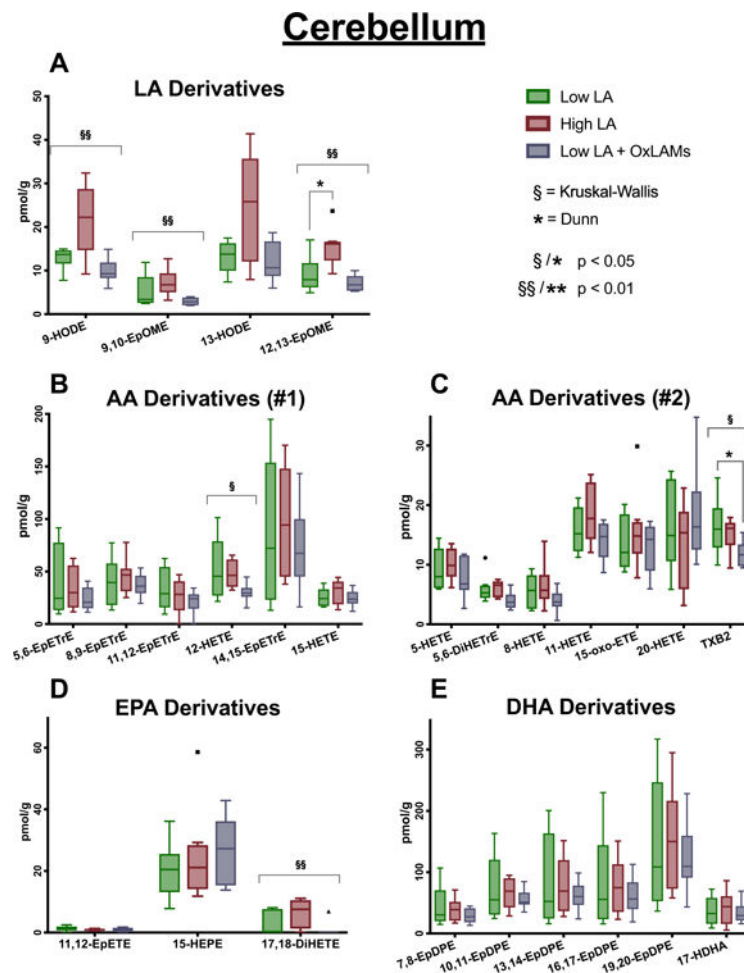 Cerebellum
A
LA Derivatives
50
40
30
20
10
0
pmol/g
§§
§§
*
§§
9-HODE
9,10-EpOME
13-HODE
12,13-EpOME
Low LA
High LA
Low LA + OxLAMs
§ = Kruskal-Wallis
* = Dunn
§ /* p < 0.05
§§ /** p < 0.01
B
AA Derivatives (#1)
200
150
100
50
0
pmol/g
§
5,6-EpETrE
8,9-EpETrE
11,12-EpETrE
12-HETE
14,15-EpETrE
15-HETE
C
AA Derivatives (#2)
30
20
10
0
pmol/g
§
*
5-HETE
5,6-DiHETrE
8-HETE
11-HETE
15-oxo-ETE
20-HETE
TXB2
D
EPA Derivatives
60
40
20
0
pmol/g
§§
11,12-EpETE
15-HEPE
17,18-DiHETE
E
DHA Derivatives
300
200
100
0
pmol/g
7,8-EpDPE
10,11-EpDPE
13,14-EpDPE
16,17-EpDPE
19,20-EpDPE
17-HDHA